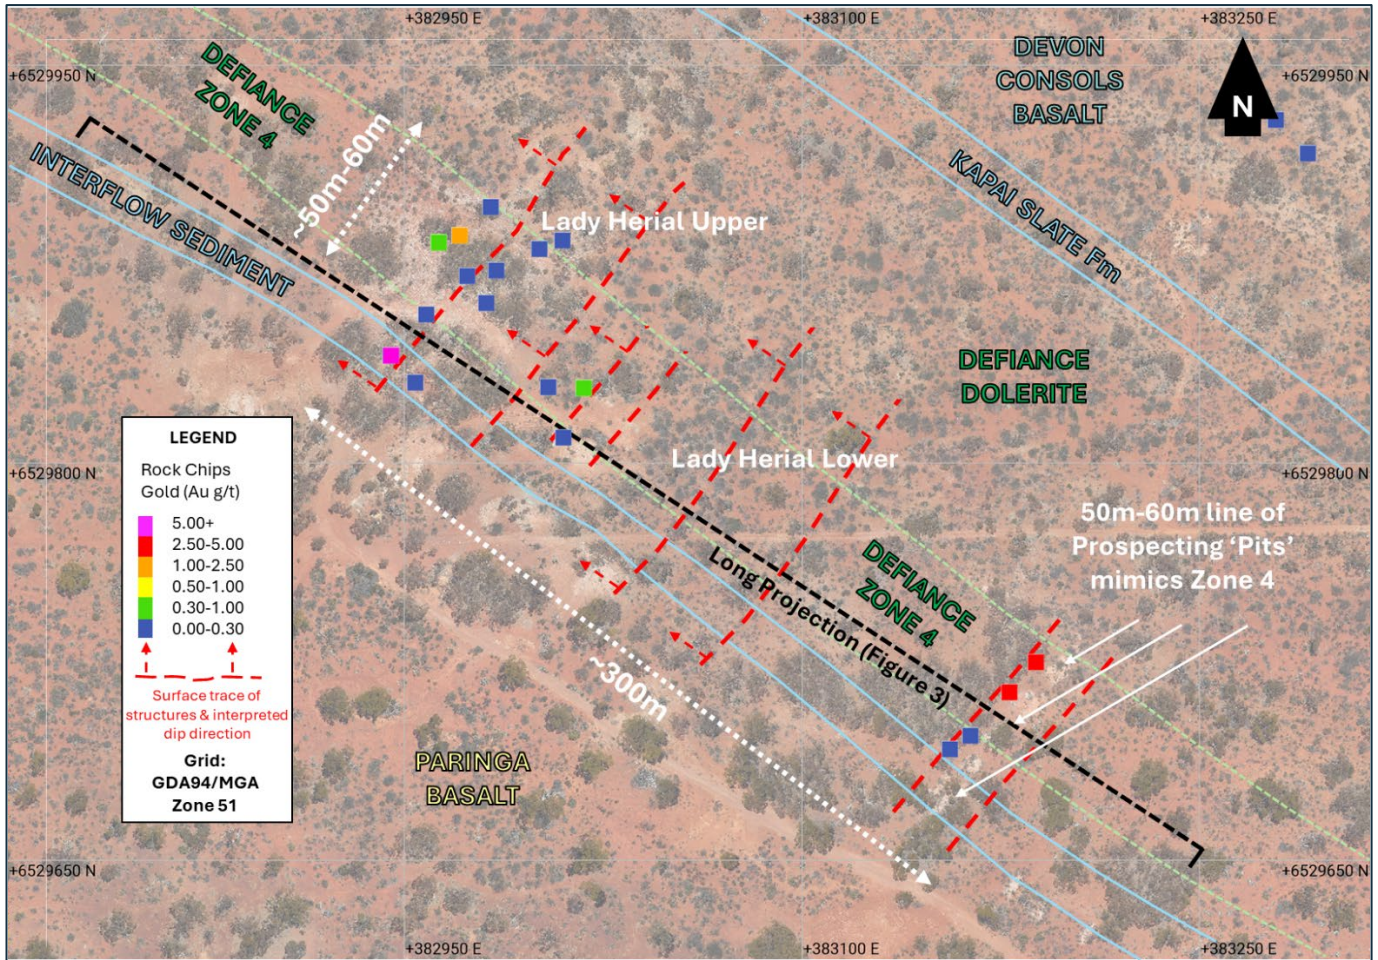 +382950 E
+383100 E
+383250 E
+6529950 N
+6529950 N
DEFIANCE
ZONE 4
DEVON
CONSOLS
BASALT
N
~50m-60m
INTERFLOW SEDIMENT
KAPAI SLATE Fm
Lady Herial Upper
DEFIANCE
DOLERITE
LEGEND
Rock Chips
Gold (Au g/t)
5.00+
2.50-5.00
1.00-2.50
0.50-1.00
0.30-1.00
0.00-0.30
Surface trace of
structures & interpreted
dip direction
Grid:
GDA94/MGA
Zone 51
+6529800 N
+6529800 N
Lady Herial Lower
50m-60m line of
Prospecting ‘Pits’
mimics Zone 4
DEFIANCE
ZONE 4
Long Projection (Figure 3)
~300m
PARINGA
BASALT
+6529650 N
+6529650 N
+382950 E
+383100 E
+383250 E